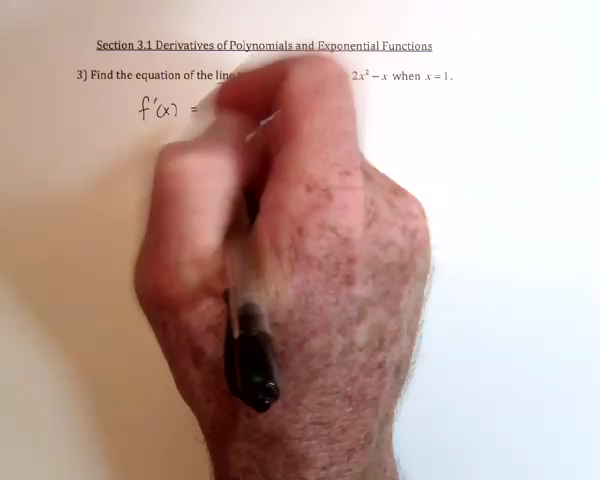 Section 3.1 Derivatives of Polynomials and Exponential Functions
3) Find the equation of the line 2x² − x when x = 1.
f'(x) =